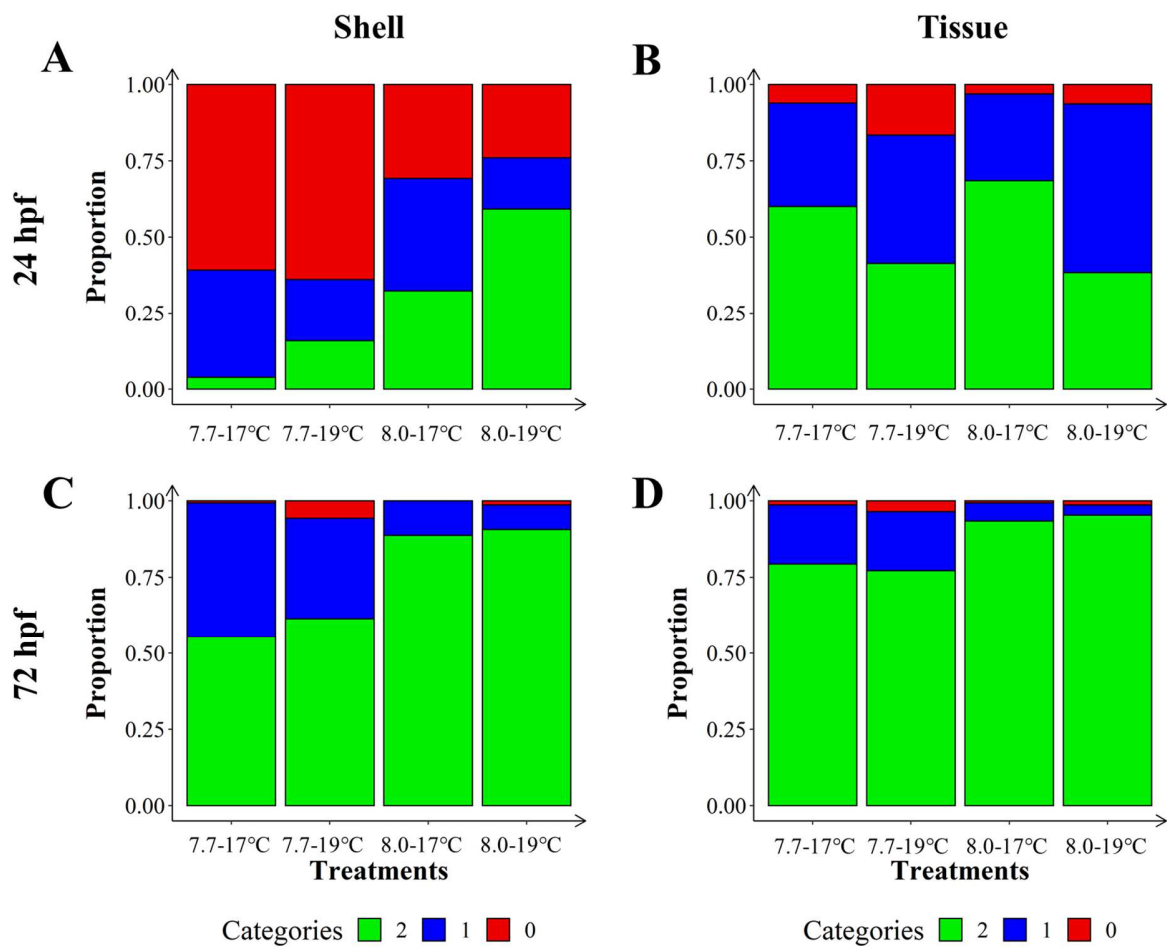 Shell
Tissue
A
B
24 hpf
Proportion
1.00
0.75
0.50
0.25
0.00
7.7-17°C 7.7-19°C 8.0-17°C 8.0-19°C
1.00
0.75
0.50
0.25
0.00
7.7-17°C 7.7-19°C 8.0-17°C 8.0-19°C
C
D
72 hpf
Proportion
1.00
0.75
0.50
0.25
0.00
7.7-17°C 7.7-19°C 8.0-17°C 8.0-19°C
Treatments
Proportion
1.00
0.75
0.50
0.25
0.00
7.7-17°C 7.7-19°C 8.0-17°C 8.0-19°C
Treatments
Categories 2 1 0
Categories 2 1 0